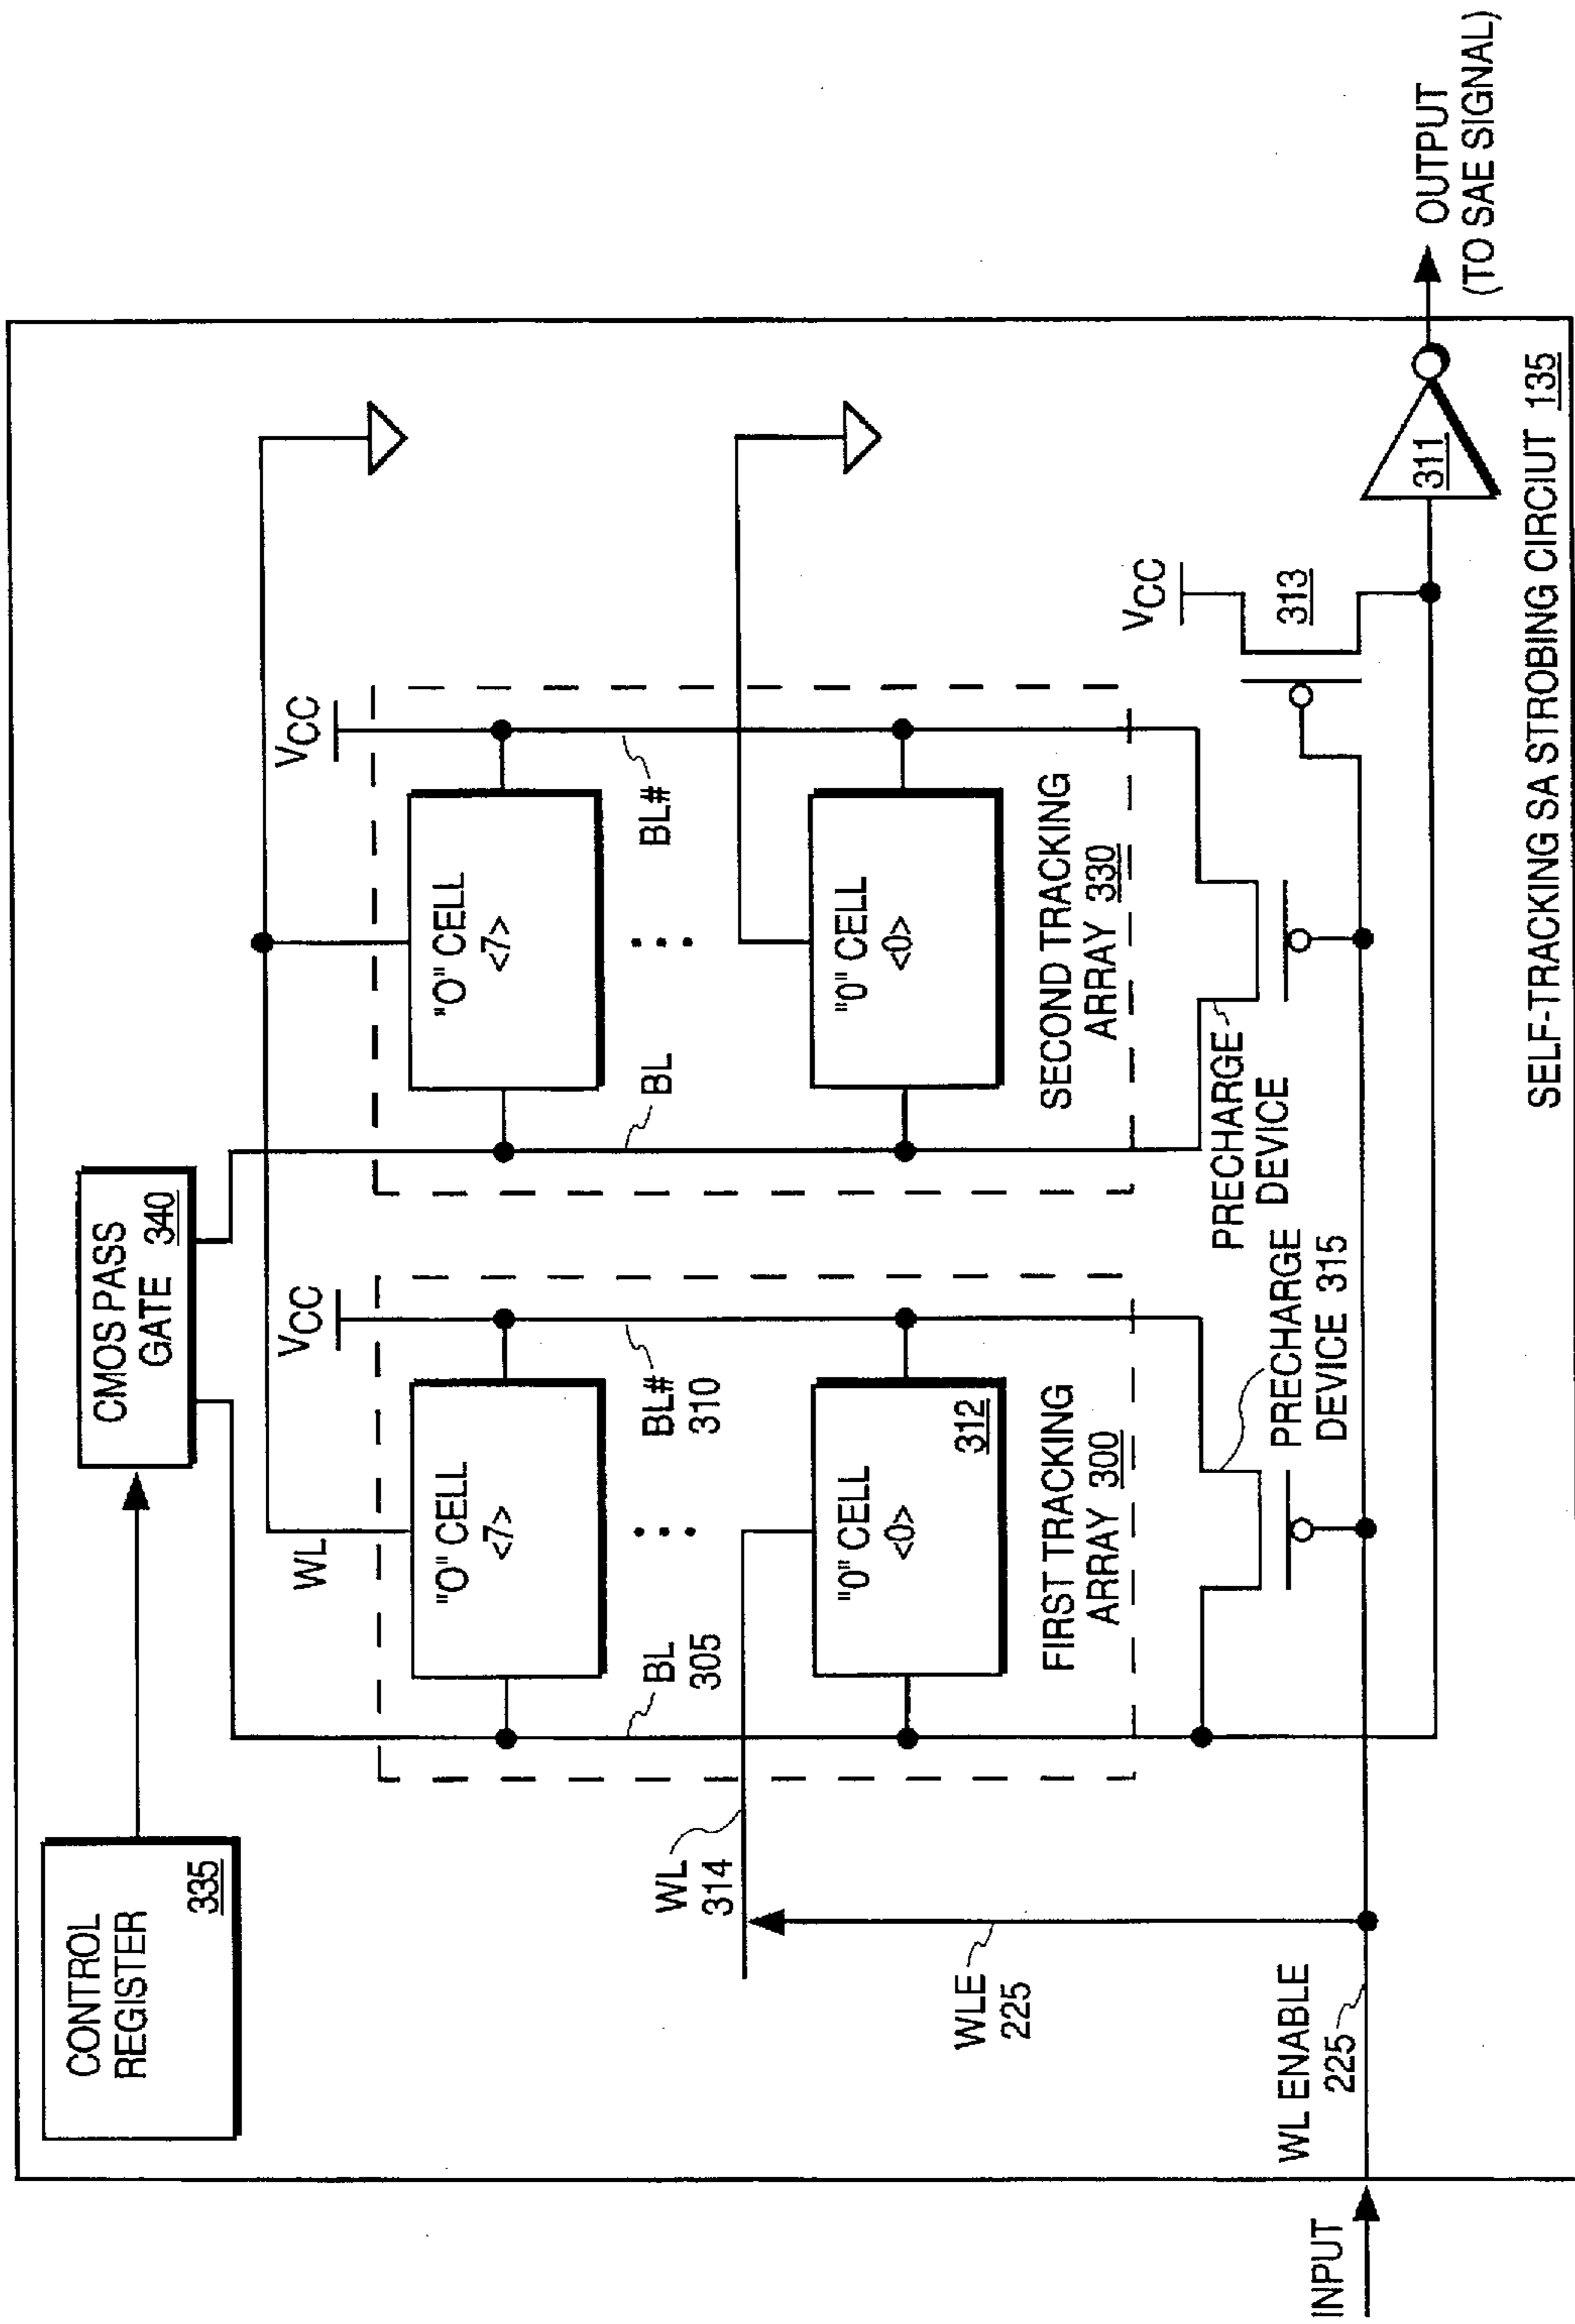 CONTROL
REGISTER
335
CMOS PASS
GATE 340
WL
VCC
VCC
"O" CELL
<7>
"O" CELL
<7>
BL
305
BL#
310
BL
BL#
WL
314
"0" CELL
<0>
312
"0" CELL
<0>
FIRST TRACKING
ARRAY 300
SECOND TRACKING
ARRAY 330
WLE
225
VCC
313
PRECHARGE
DEVICE
PRECHARGE
DEVICE 315
WL ENABLE
225
INPUT
311
OUTPUT
(TO SAE SIGNAL)
SELF-TRACKING SA STROBING CIRCIUT 135